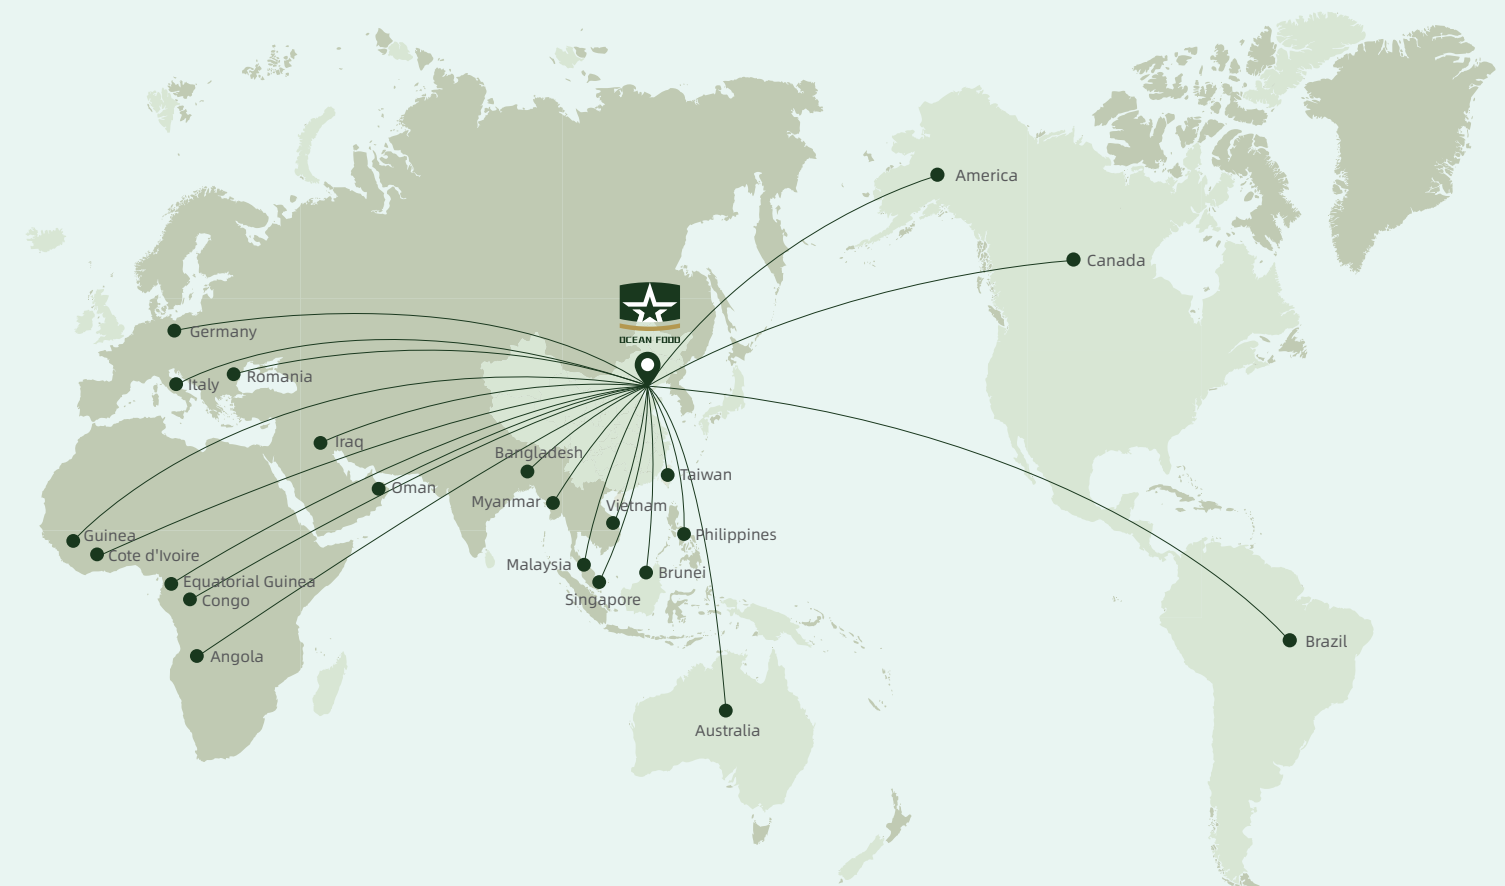 America
Canada
OCEAN FOOD
Germany
Romania
Italy
Iraq
Bangladesh
Taiwan
Oman
Myanmar
Vietnam
Guinea
Philippines
Cote d'Ivoire
Malaysia
Brunei
Equatorial Guinea
Singapore
Congo
Brazil
Angola
Australia